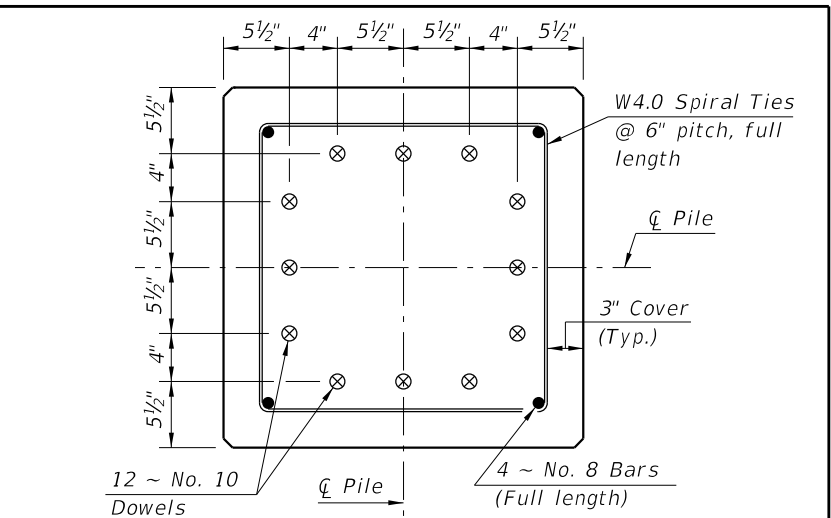 5½" 4" 5½" 5½" 4" 5½"
W4.0 Spiral Ties
@ 6" pitch, full
length
5½"
4"
5½"
5½"
4"
5½"
℄ Pile
3" Cover
(Typ.)
12 ~ No. 10
Dowels
℄ Pile
4 ~ No. 8 Bars
(Full length)